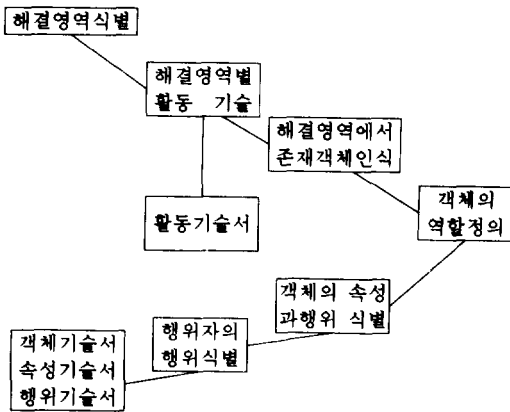 해결영역식별
해결영역별
활동 기술
해결영역에서
존재객체인식
활동기술서
객체의
역할정의
객체의 속성
과행위 식별
행위자의
행위식별
객체기술서
속성기술서
행위기술서